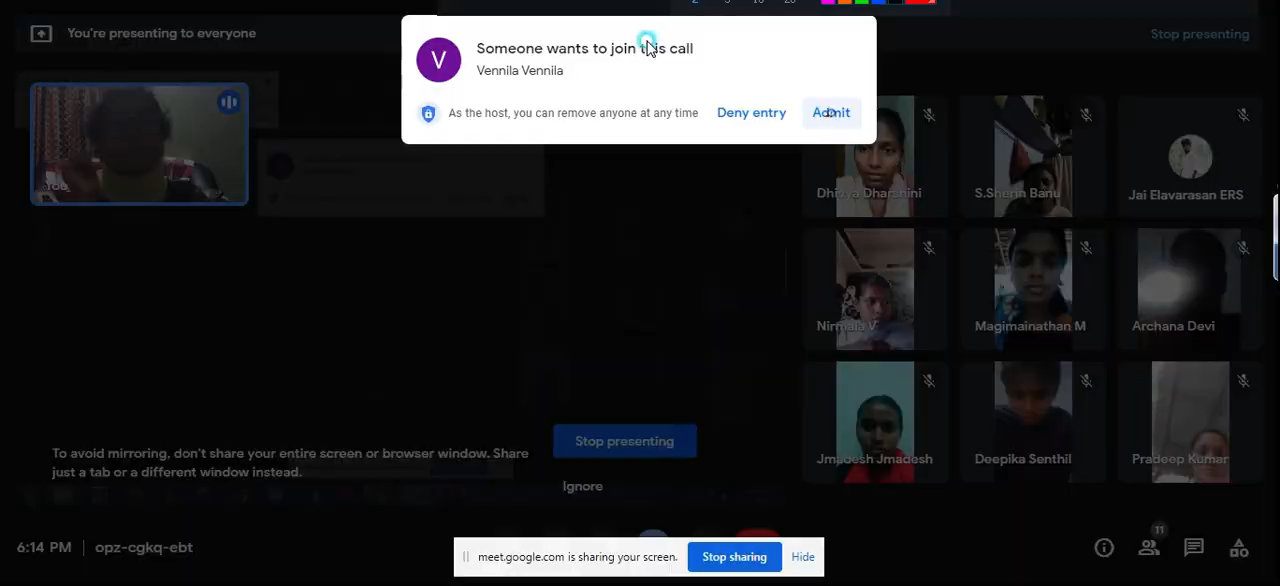 You're presenting to everyone
Stop presenting
Someone wants to join this call
V
Vennila Vennila
As the host, you can remove anyone at any time
Deny entry
Admit
You
Dhivya Dharshini
S.Sherin Banu
Jai Elavarasan ERS
Nirmala V
Magimainathan M
Archana Devi
To avoid mirroring, don't share your entire screen or browser window. Share
just a tab or a different window instead.
Stop presenting
Ignore
Jmadesh Jmadesh
Deepika Senthil
Pradeep Kumar
6:14 PM | opz-cgkq-ebt
11
meet.google.com is sharing your screen.
Stop sharing
Hide